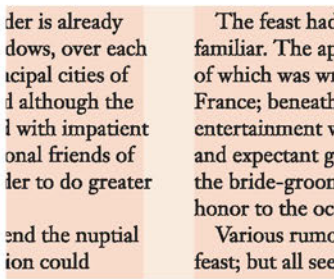 der is already
dows, over each
ncipal cities of
d although the
d with impatient
onal friends of
der to do greater
end the nuptial
ion could
The feast had
familiar. The ap
of which was wr
France; beneath
entertainment w
and expectant g
the bride-groom
honor to the oc
Various rumo
feast; but all see